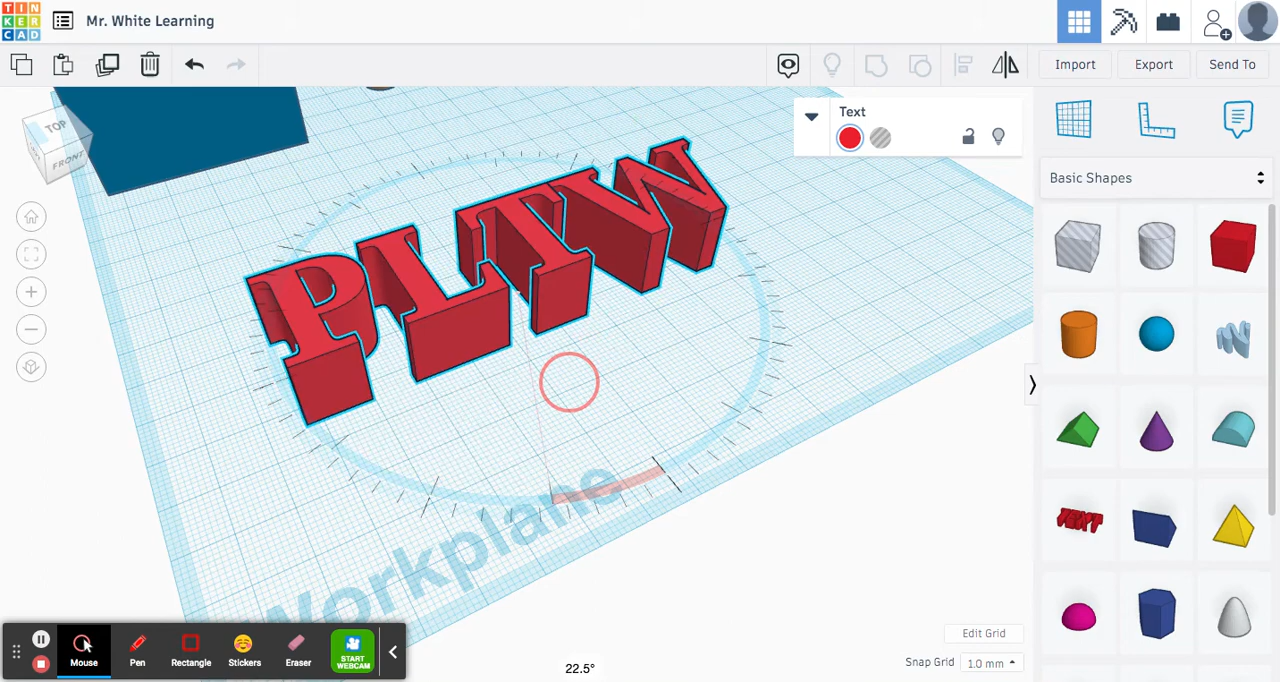 TIN
KER
CAD
Mr. White Learning
Import
Export
Send To
TOP
FRONT
Text
PLTW
Basic Shapes
TEXT
Workplane
Mouse
Pen
Rectangle
Stickers
Eraser
START
WEBCAM
22.5°
Edit Grid
Snap Grid
1.0 mm